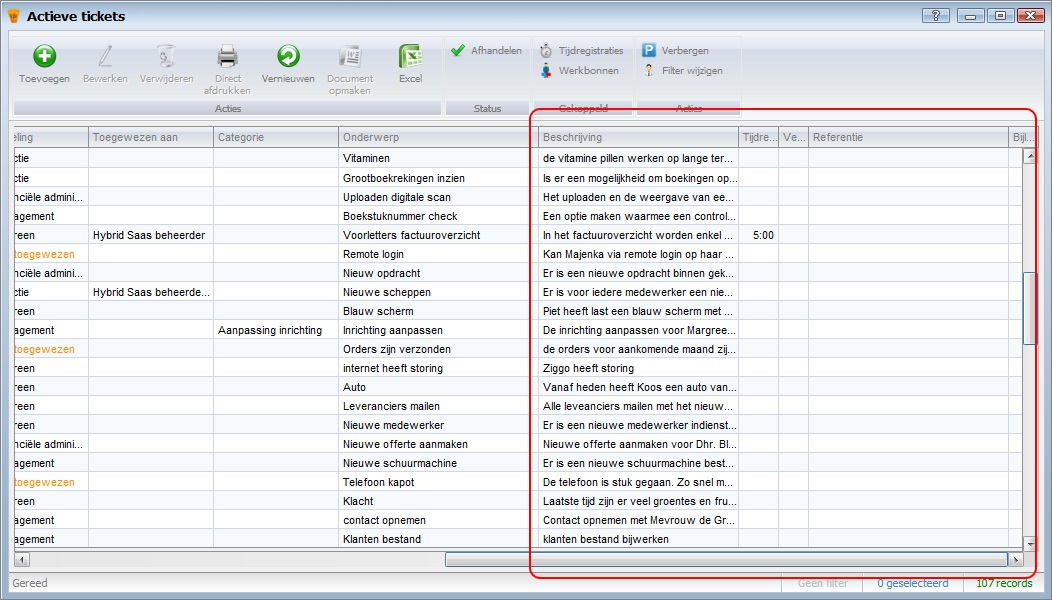 Actieve tickets
Toevoegen Bewerken Verwijderen Direct afdrukken Vernieuwen Document opmaken Excel
Acties
Afhandelen
Status
Tijdregistraties
Werkbonnen
Gekoppeld
Verbergen
Filter wijzigen
Acties
eling Toegewezen aan Categorie Onderwerp Beschrijving Tijdre... Ve... Referentie Bijl...
ctie Vitaminen de vitamine pillen werken op lange ter...
ctie Grootboekrekingen inzien Is er een mogelijkheid om boekingen op...
nciële admini... Uploaden digitale scan Het uploaden en de weergave van ee...
agement Boekstuknummer check Een optie maken waarmee een control...
reen Hybrid Saas beheerder Voorletters factuuroverzicht In het factuuroverzicht worden enkel ... 5:00
toegewezen Remote login Kan Majenka via remote login op haar ...
nciële admini... Nieuw opdracht Er is een nieuwe opdracht binnen gek...
ctie Hybrid Saas beheerde... Nieuwe scheppen Er is voor iedere medewerker een nie...
reen Blauw scherm Piet heeft last een blauw scherm met ...
agement Aanpassing inrichting Inrichting aanpassen De inrichting aanpassen voor Margree...
toegewezen Orders zijn verzonden de orders voor aankomende maand zij...
reen internet heeft storing Ziggo heeft storing
reen Auto Vanaf heden heeft Koos een auto van...
reen Leveranciers mailen Alle leveanciers mailen met het nieuw...
reen Nieuwe medewerker Er is een nieuwe medewerker indienst...
nciële admini... Nieuwe offerte aanmaken Nieuwe offerte aanmaken voor Dhr. Bl...
agement Nieuwe schuurmachine Er is een nieuwe schuurmachine best...
toegewezen Telefoon kapot De telefoon is stuk gegaan. Zo snel m...
reen Klacht Laatste tijd zijn er veel groentes en fru...
agement contact opnemen Contact opnemen met Mevrouw de Gr...
agement Klanten bestand klanten bestand bijwerken
Gereed Geen filter 0 geselecteerd 107 records